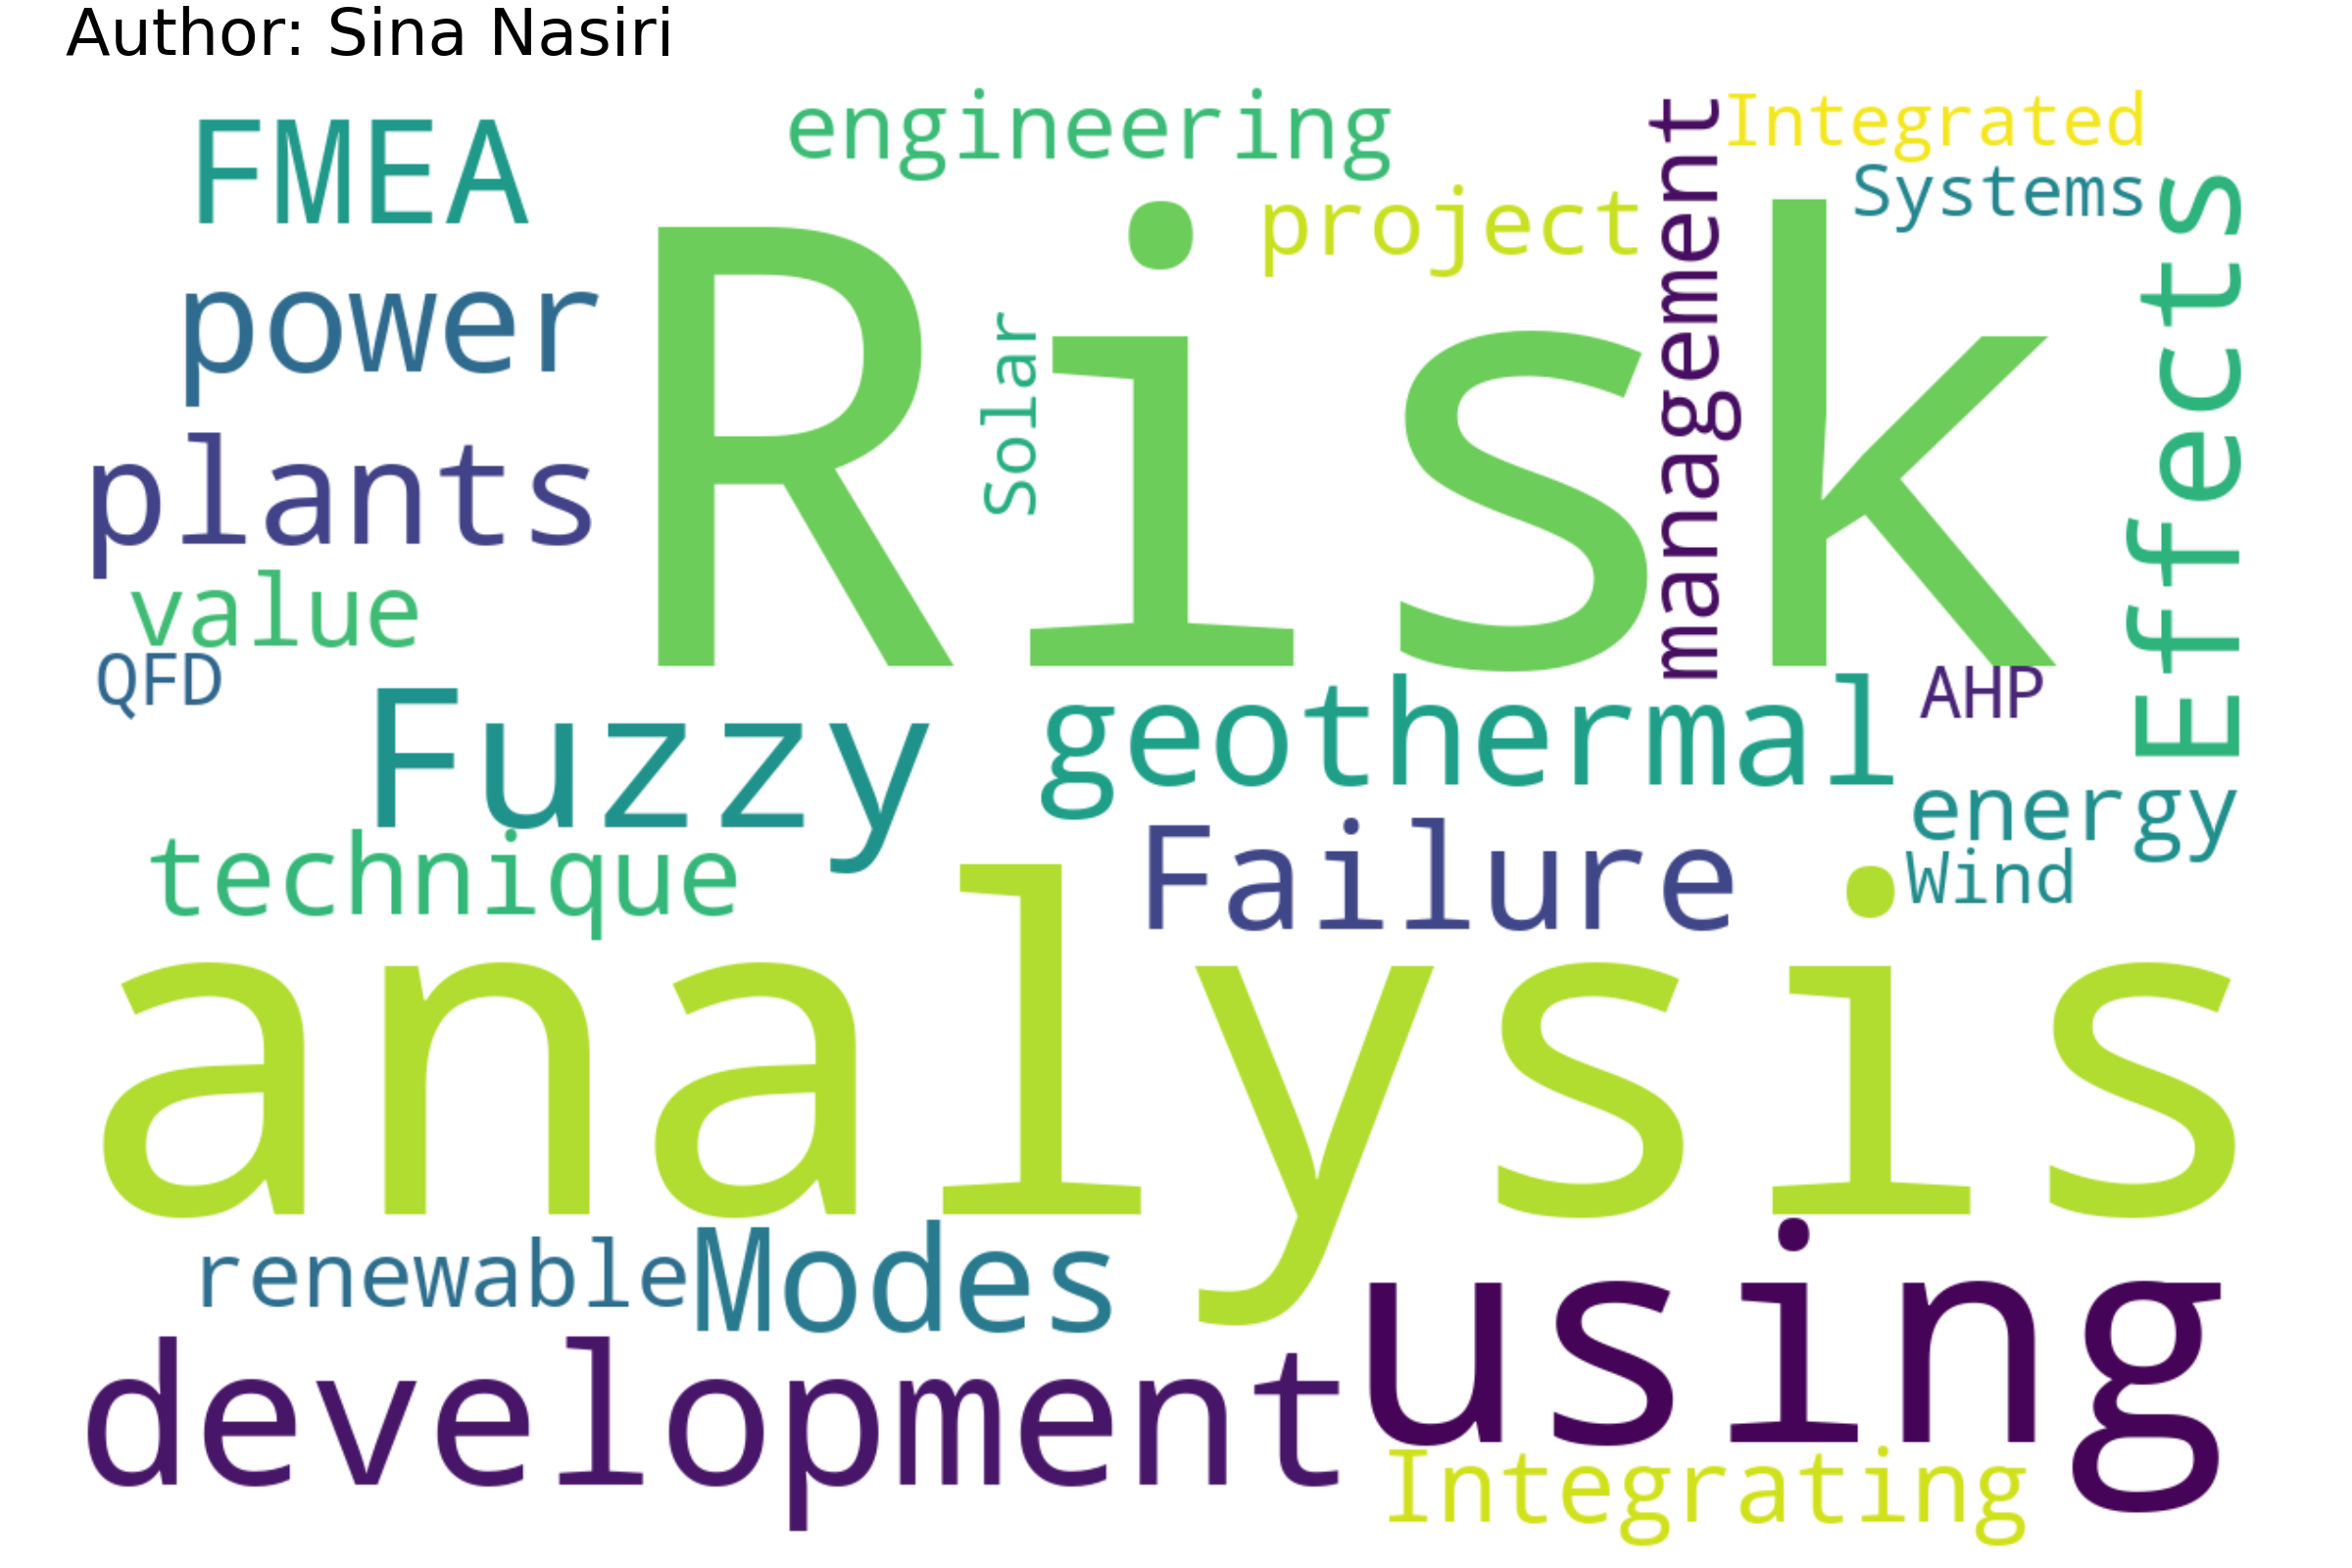 Author: Sina Nasiri
engineering
Integrated
FMEA
project
management
Systems
Effects
power
Risk
Solar
plants
value
QFD
Fuzzy
geothermal
AHP
energy
technique
Failure
Wind
analysis
renewable
Modes
using
development
Integrating